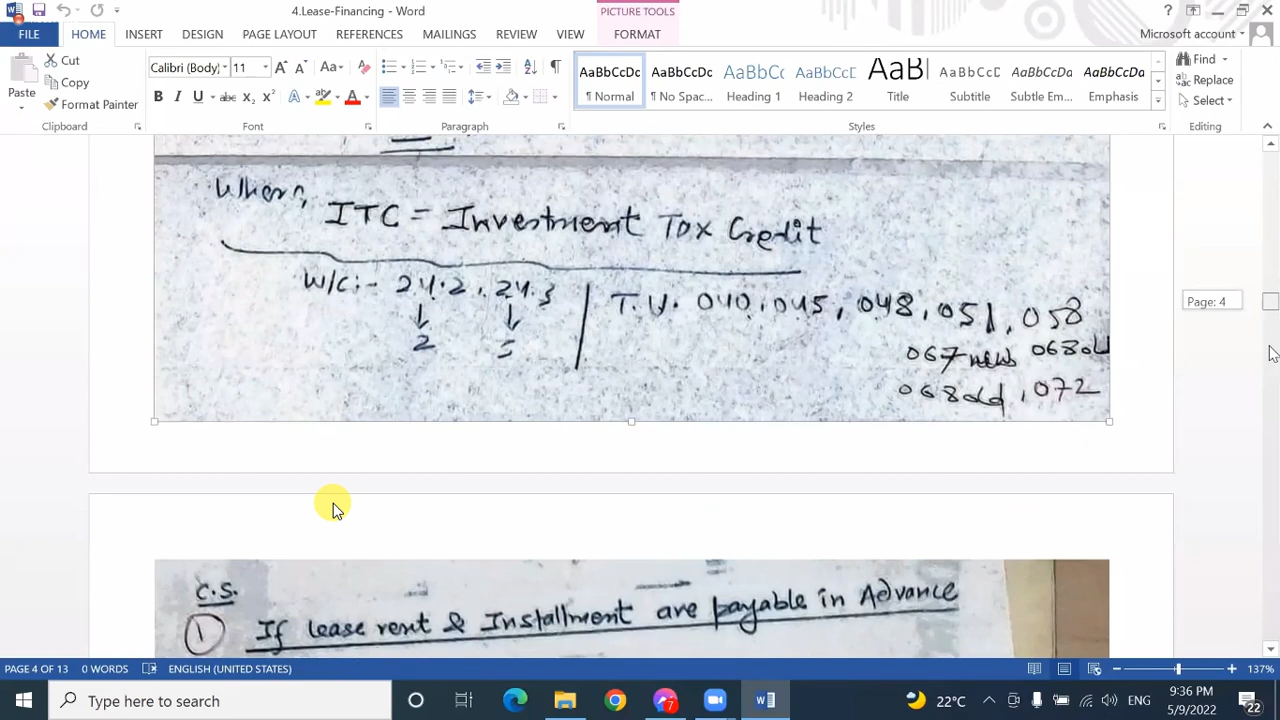 4.Lease-Financing - Word
PICTURE TOOLS
FILE HOME INSERT DESIGN PAGE LAYOUT REFERENCES MAILINGS REVIEW VIEW FORMAT
Microsoft account
Paste
Cut
Copy
Format Painter
Calibri (Body) 11
AaBbCcDc AaBbCcDc AaBbCc AaBbCcD AaB AaBbCcD AaBbCcDc AaBbCcDc
¶ Normal ¶ No Spac... Heading 1 Heading 2 Title Subtitle Subtle Em... Emphasis
Find
Replace
Select
Clipboard Font Paragraph Styles Editing
Where,
ITC = Investment Tax Credit
W/C:- 24.2, 24.3
T.U. 040, 045, 048, 051, 058
067 new 068 old
068 old, 072
2
Page: 4
C.S.
1 If lease rent & Installment are payable in Advance
PAGE 4 OF 13 0 WORDS ENGLISH (UNITED STATES) 137%
Type here to search
7
22°C
ENG
9:36 PM
5/9/2022
22